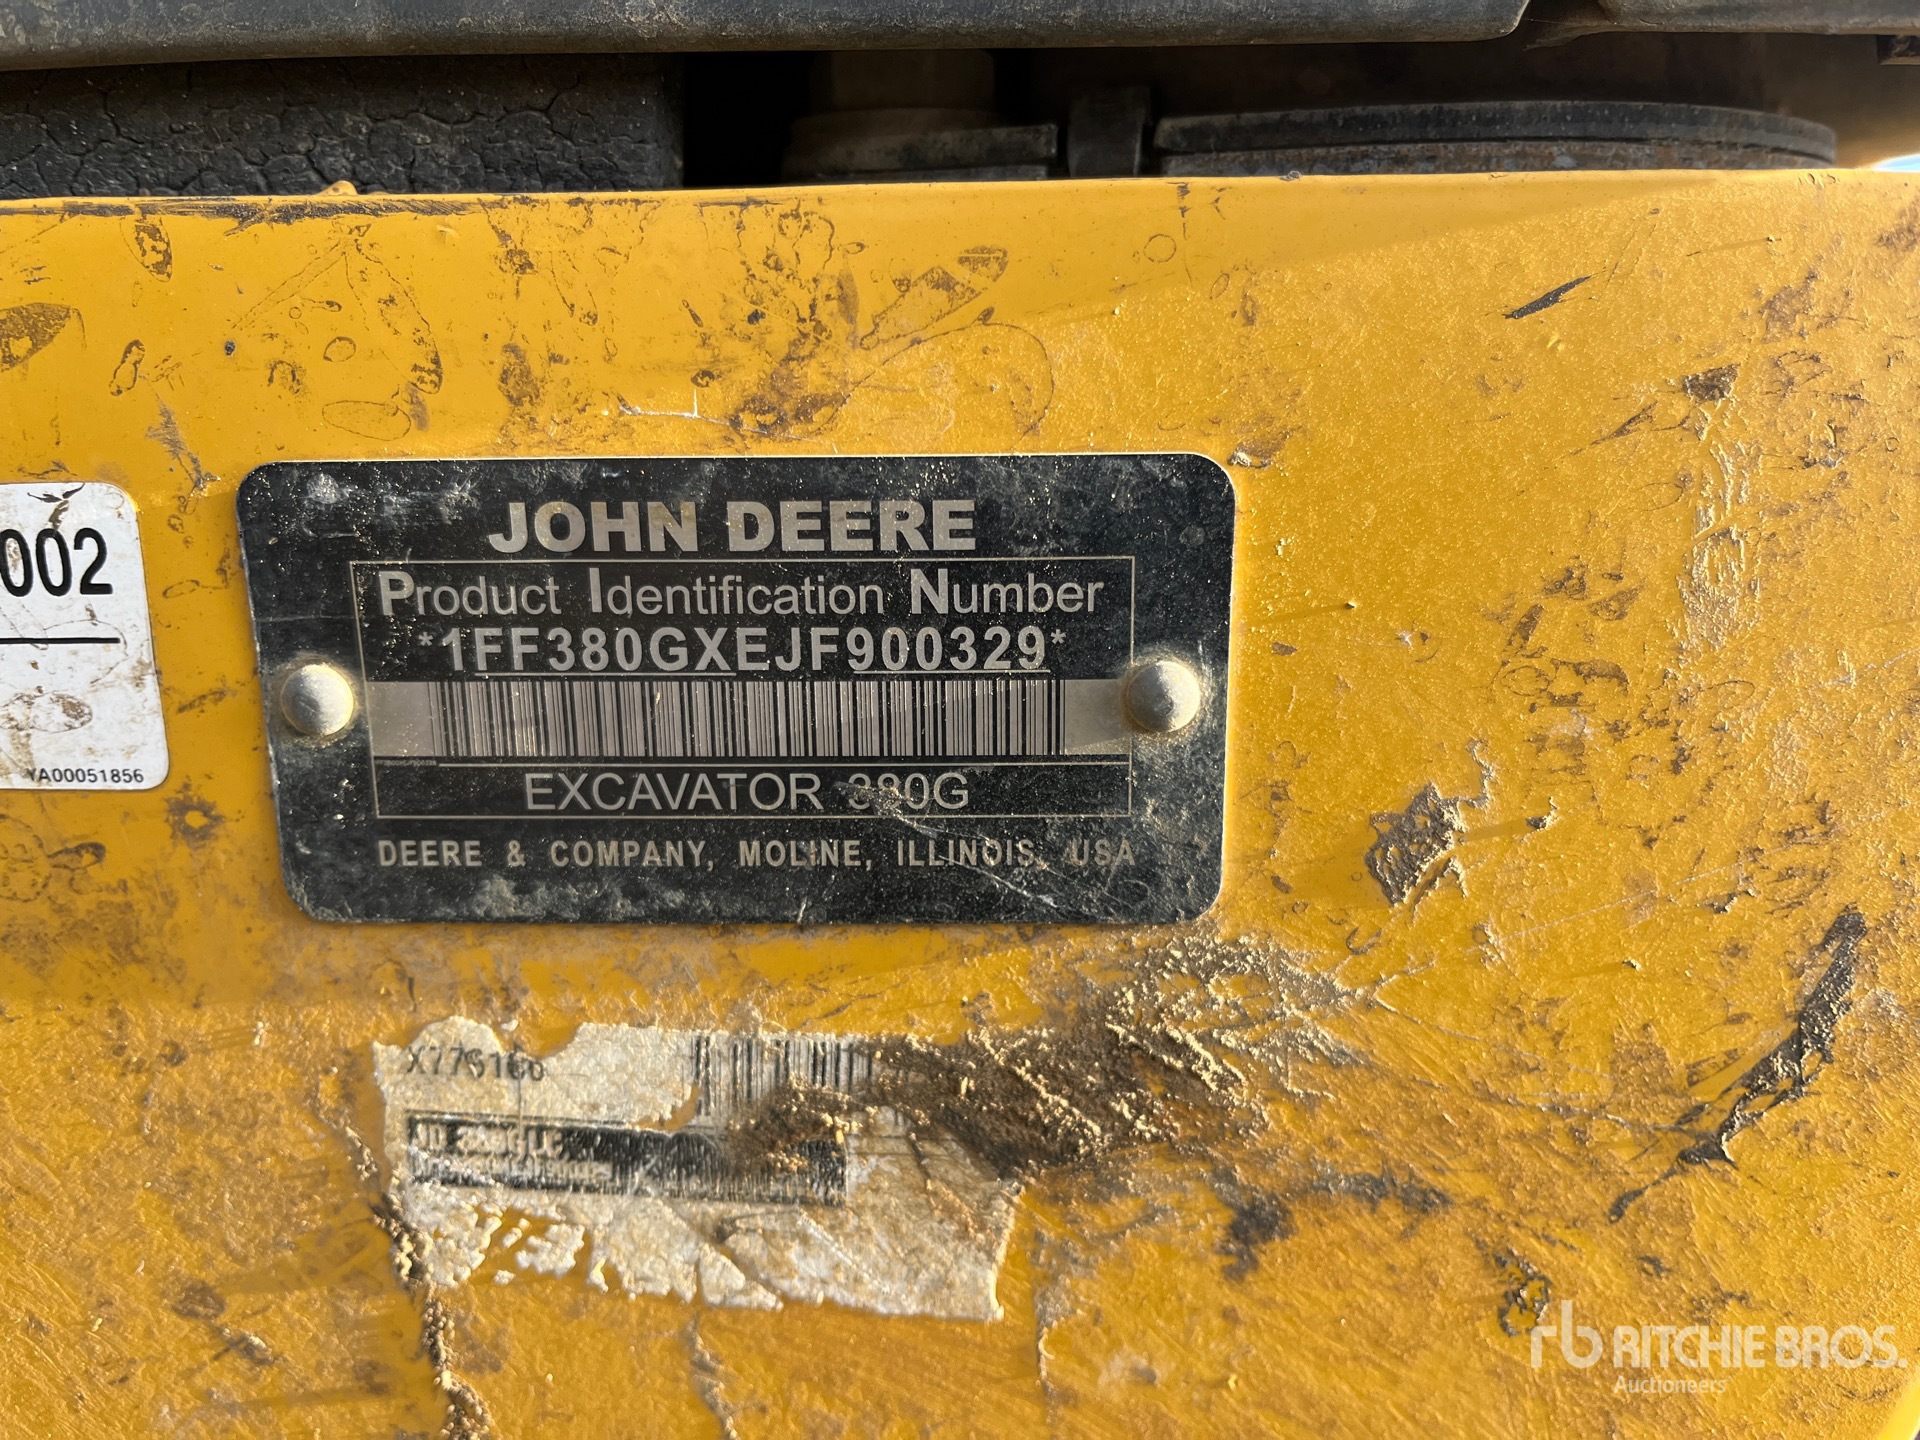 002
YA00051856
JOHN DEERE
Product Identification Number
*1FF380GXEJF900329*
EXCAVATOR 380G
DEERE & COMPANY, MOLINE, ILLINOIS, USA
RITCHIE BROS.
Auctioneers